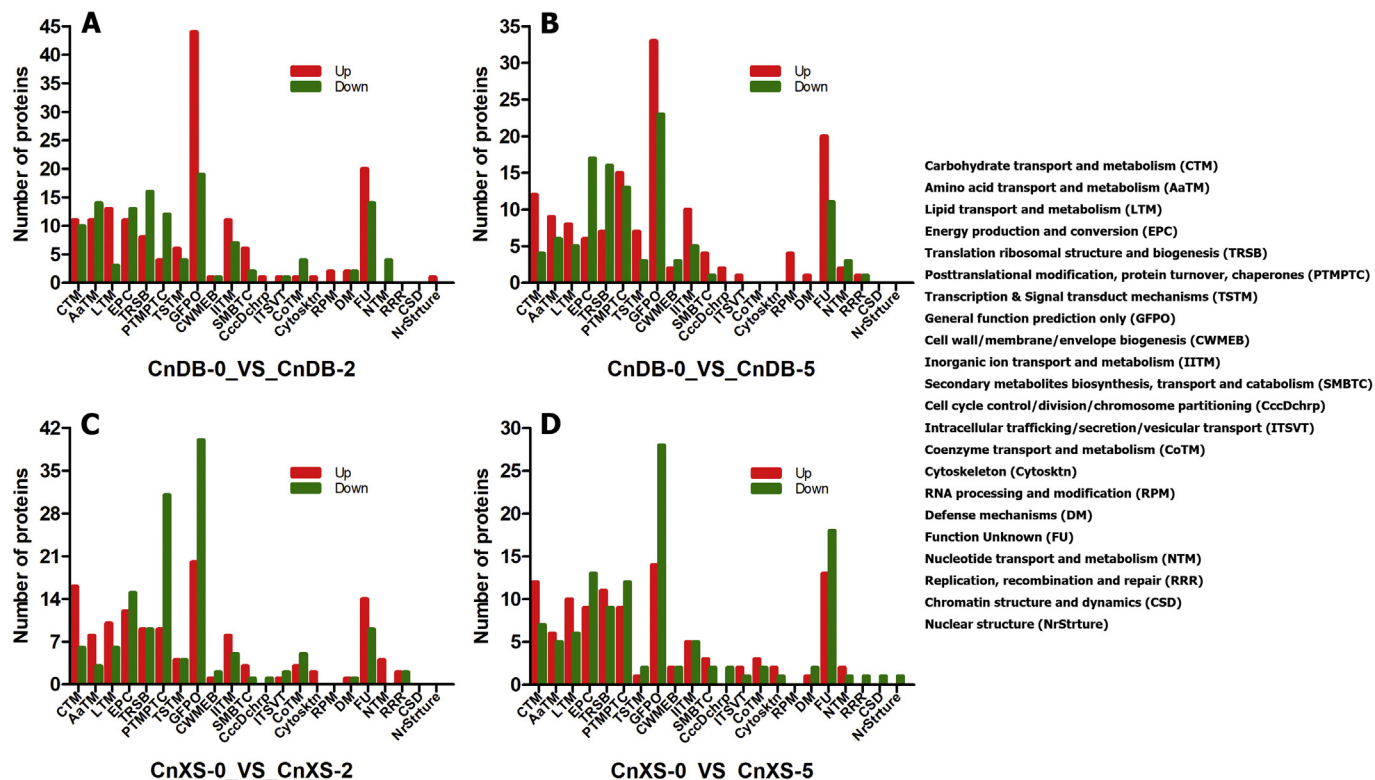 A
Number of proteins
45
40
35
30
25
20
15
10
5
0
Up
Down
CTM
AaTM
LTM
EPC
TRSB
PTMPTC
TSTM
GFPO
CWMEB
IITM
SMBTC
CccDchrp
ITSVT
CoTM
Cytosktn
RPM
DM
FU
NTM
RRR
CSD
NrStrture
CnDB-0_VS_CnDB-2
B
Number of proteins
35
30
25
20
15
10
5
0
Up
Down
CTM
AaTM
LTM
EPC
TRSB
PTMPTC
TSTM
GFPO
CWMEB
IITM
SMBTC
CccDchrp
ITSVT
CoTM
Cytosktn
RPM
DM
FU
NTM
RRR
CSD
NrStrture
CnDB-0_VS_CnDB-5
C
Number of proteins
42
35
28
21
14
7
0
Up
Down
CTM
AaTM
LTM
EPC
TRSB
PTMPTC
TSTM
GFPO
CWMEB
IITM
SMBTC
CccDchrp
ITSVT
CoTM
Cytosktn
RPM
DM
FU
NTM
RRR
CSD
NrStrture
CnXS-0_VS_CnXS-2
D
Number of proteins
30
25
20
15
10
5
0
Up
Down
CTM
AaTM
LTM
EPC
TRSB
PTMPTC
TSTM
GFPO
CWMEB
IITM
SMBTC
CccDchrp
ITSVT
CoTM
Cytosktn
RPM
DM
FU
NTM
RRR
CSD
NrStrture
CnXS-0_VS_CnXS-5
Carbohydrate transport and metabolism (CTM)
Amino acid transport and metabolism (AaTM)
Lipid transport and metabolism (LTM)
Energy production and conversion (EPC)
Translation ribosomal structure and biogenesis (TRSB)
Posttranslational modification, protein turnover, chaperones (PTMPTC)
Transcription & Signal transduct mechanisms (TSTM)
General function prediction only (GFPO)
Cell wall/membrane/envelope biogenesis (CWMEB)
Inorganic ion transport and metabolism (IITM)
Secondary metabolites biosynthesis, transport and catabolism (SMBTC)
Cell cycle control/division/chromosome partitioning (CccDchrp)
Intracellular trafficking/secretion/vesicular transport (ITSVT)
Coenzyme transport and metabolism (CoTM)
Cytoskeleton (Cytosktn)
RNA processing and modification (RPM)
Defense mechanisms (DM)
Function Unknown (FU)
Nucleotide transport and metabolism (NTM)
Replication, recombination and repair (RRR)
Chromatin structure and dynamics (CSD)
Nuclear structure (NrStrture)